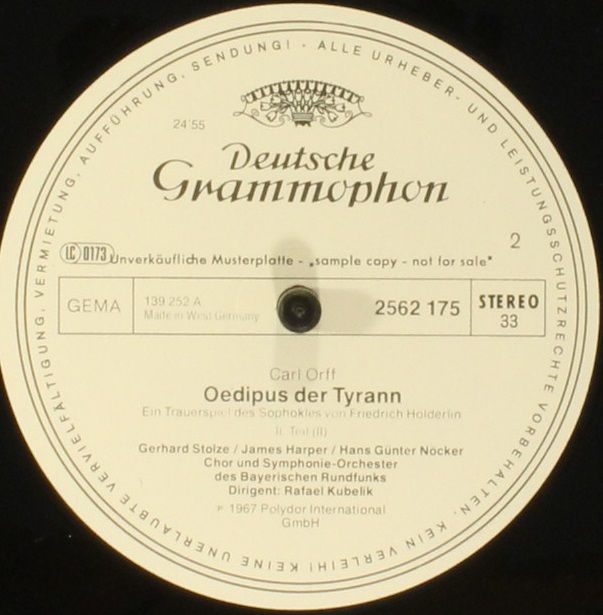 KEINE UNERLAUBTE VERVIELFÄLTIGUNG, VERMIETUNG, AUFFÜHRUNG, SENDUNG! · ALLE URHEBER- UND LEISTUNGSSCHUTZRECHTE VORBEHALTEN. KEIN VERLEIH!
24'55
Deutsche
Grammophon
LC 0173 Unverkäufliche Musterplatte - „sample copy - not for sale"
2
GEMA
139 252 A
Made in West Germany
2562 175
STEREO
33
Carl Orff
Oedipus der Tyrann
Ein Trauerspiel des Sophokles von Friedrich Hölderlin
II. Teil (II)
Gerhard Stolze / James Harper / Hans Günter Nöcker
Chor und Symphonie-Orchester
des Bayerischen Rundfunks
Dirigent: Rafael Kubelik
℗ 1967 Polydor International
GmbH